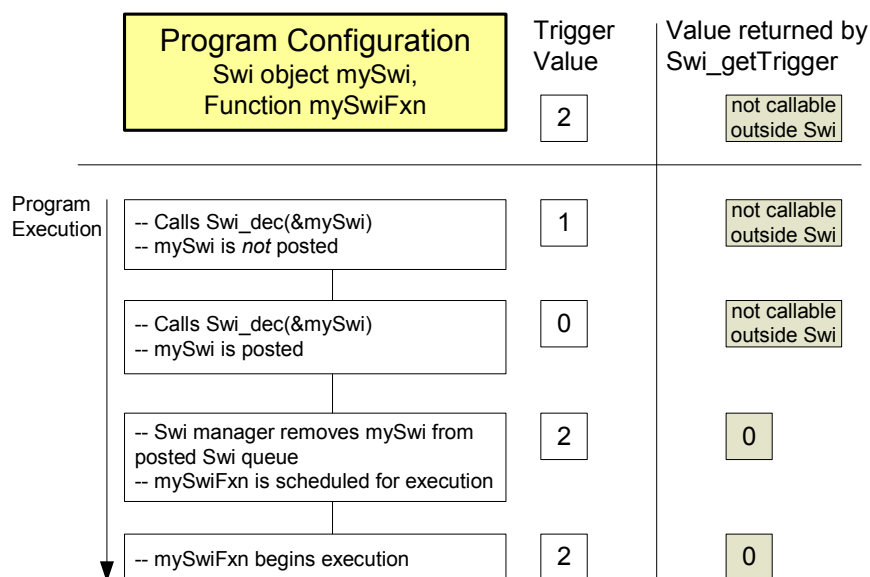 Program Configuration
Swi object mySwi,
Function mySwiFxn
Trigger
Value
Value returned by
Swi_getTrigger
2
not callable
outside Swi
Program
Execution
-- Calls Swi_dec(&mySwi)
-- mySwi is not posted
1
not callable
outside Swi
-- Calls Swi_dec(&mySwi)
-- mySwi is posted
0
not callable
outside Swi
-- Swi manager removes mySwi from
posted Swi queue
-- mySwiFxn is scheduled for execution
2
0
-- mySwiFxn begins execution
2
0